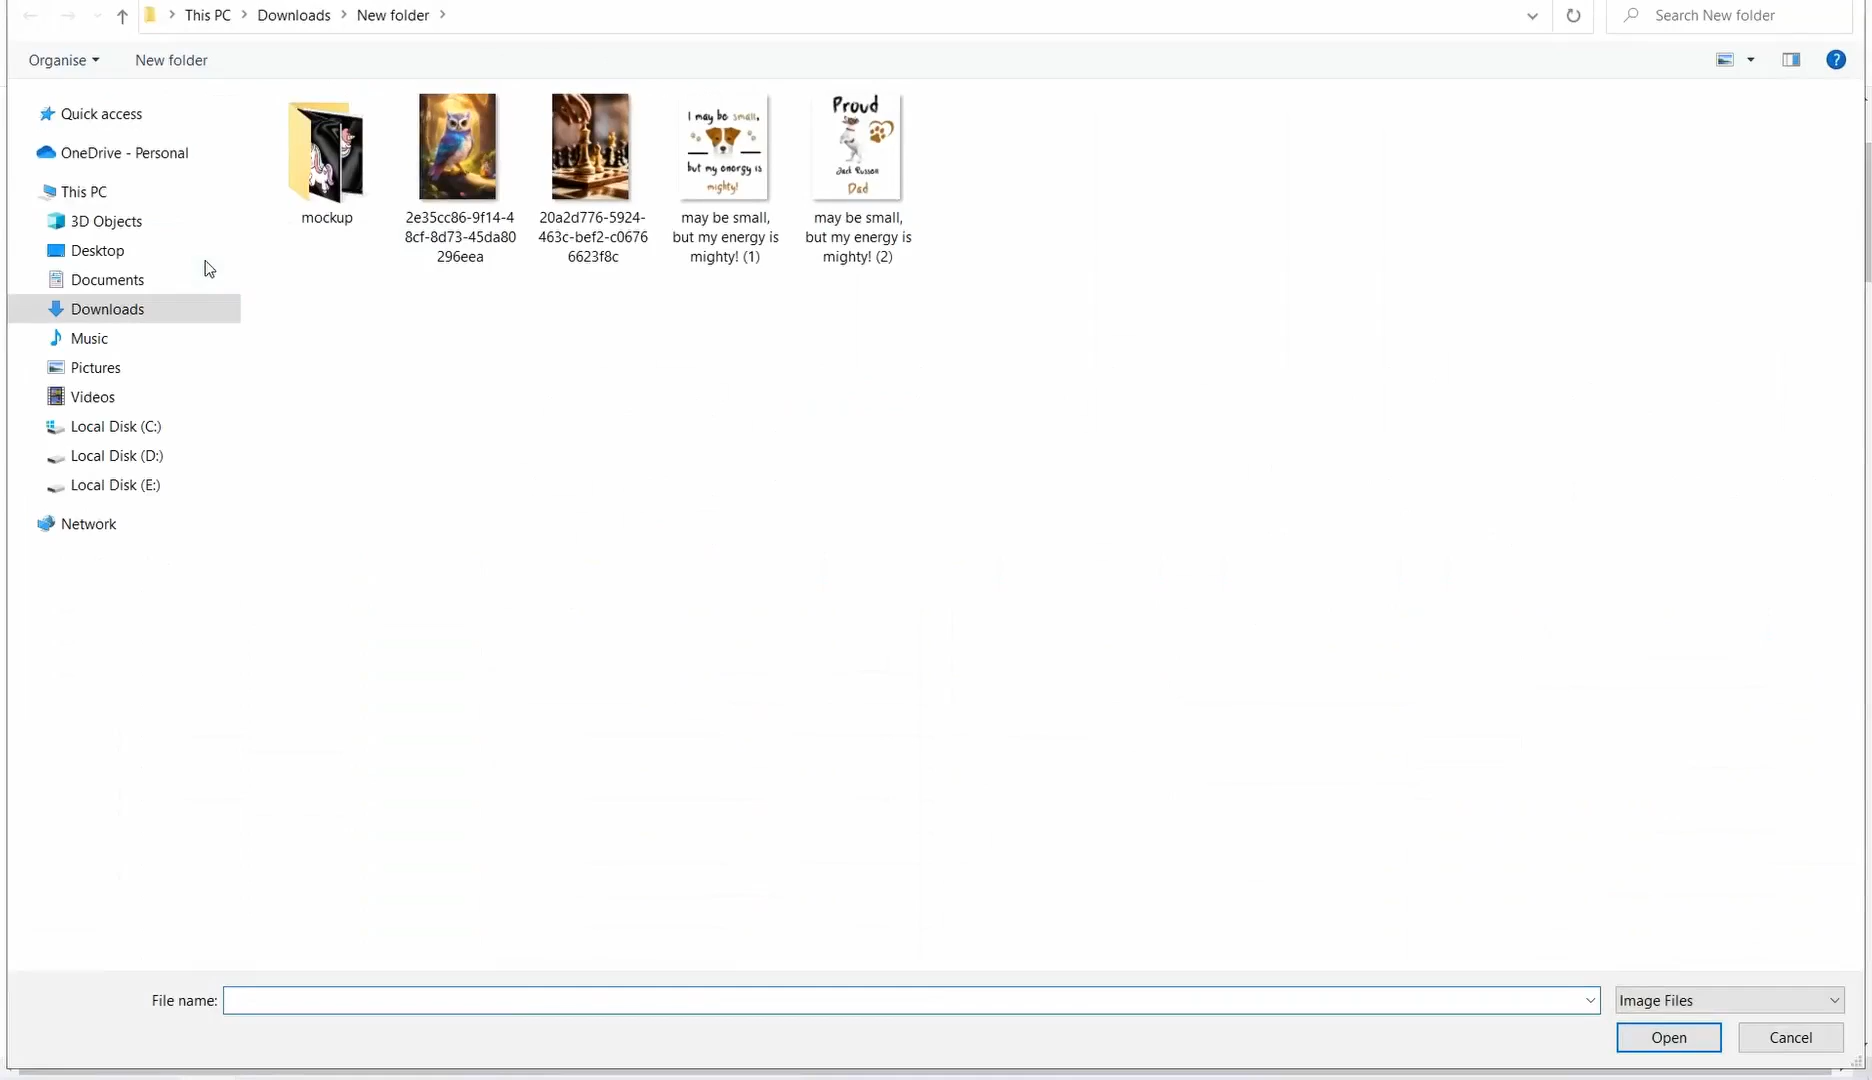 This PC > Downloads > New folder >
Search New folder
Organise
New folder
?
Quick access
OneDrive - Personal
This PC
3D Objects
Desktop
Documents
Downloads
Music
Pictures
Videos
Local Disk (C:)
Local Disk (D:)
Local Disk (E:)
Network
mockup
2e35cc86-9f14-4
8cf-8d73-45da80
296eea
20a2d776-5924-
463c-bef2-c0676
6623f8c
I may be small,
but my energy is
mighty!
may be small,
but my energy is
mighty! (1)
Proud
Jack Russon
Dad
may be small,
but my energy is
mighty! (2)
File name:
Image Files
Open
Cancel